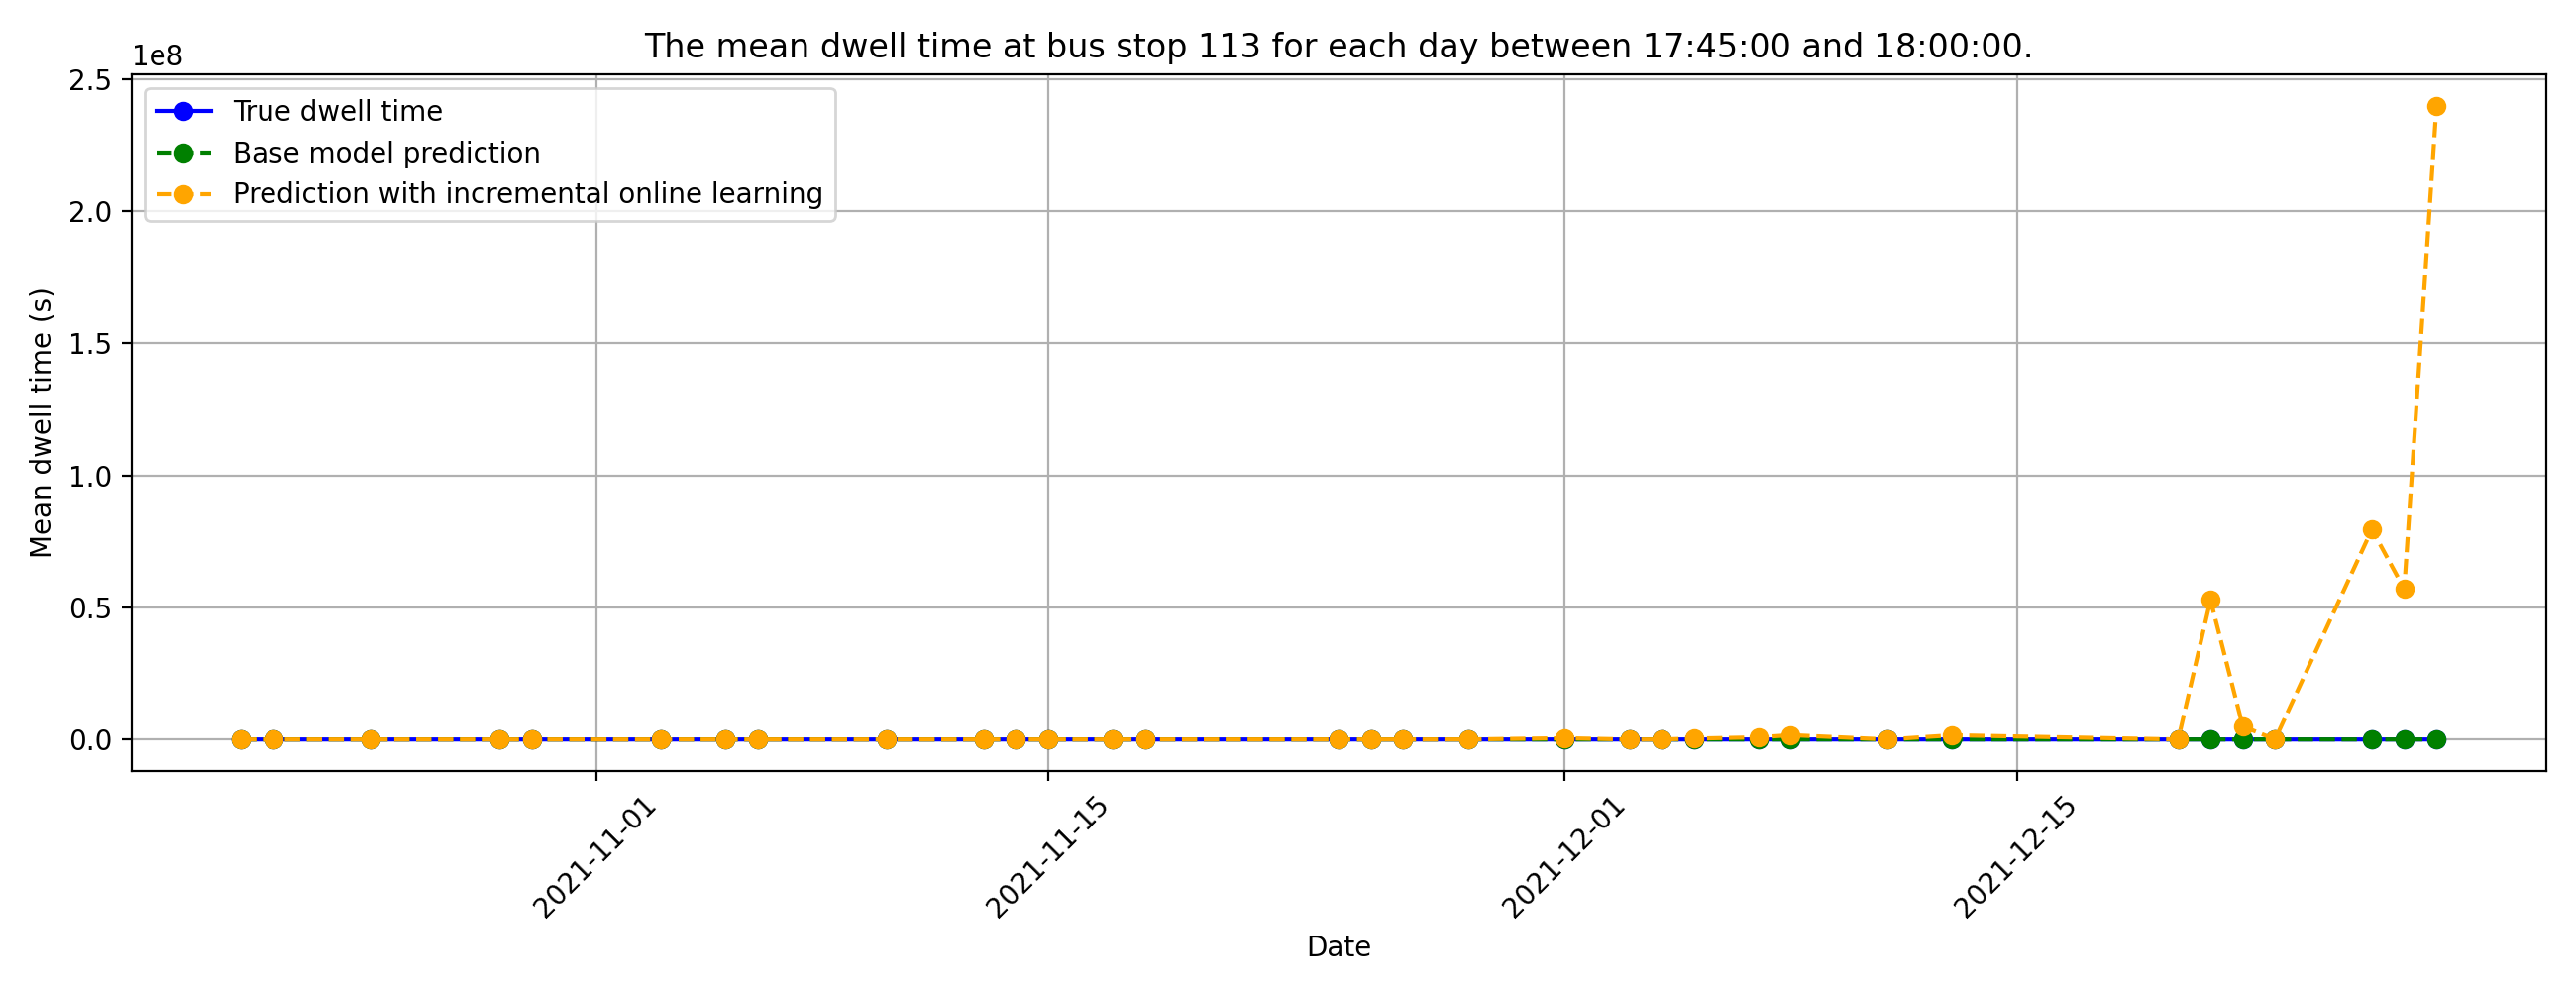 The mean dwell time at bus stop 113 for each day between 17:45:00 and 18:00:00.
1e8
2.5
2.0
1.5
1.0
0.5
0.0
Mean dwell time (s)
True dwell time
Base model prediction
Prediction with incremental online learning
2021-11-01
2021-11-15
2021-12-01
2021-12-15
Date